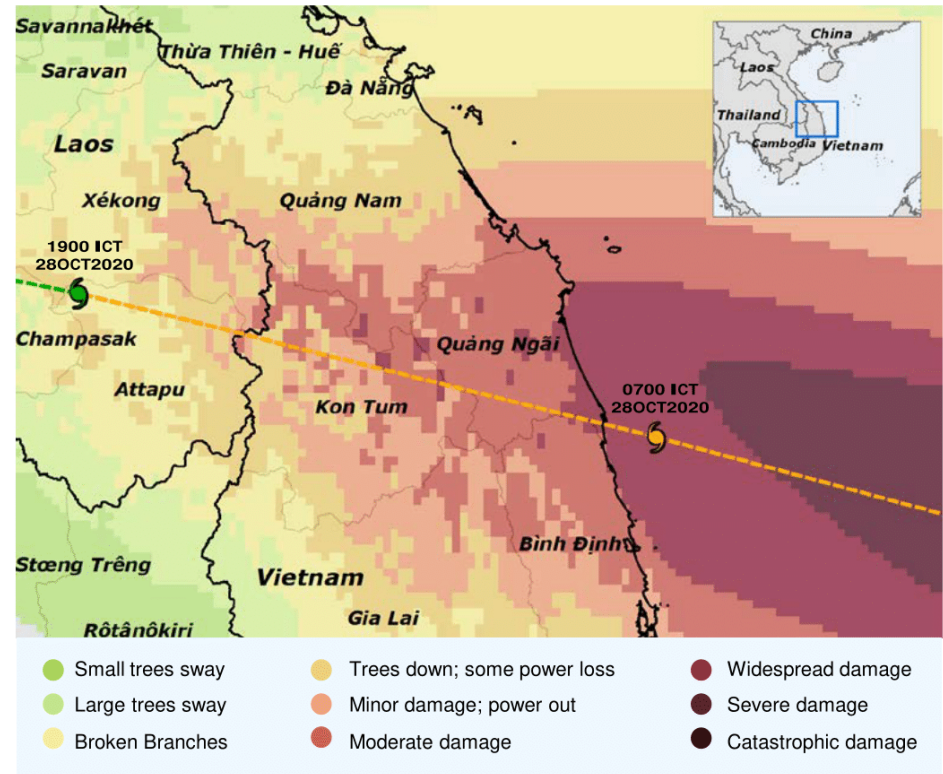 Savannakhét
Thừa Thiên - Huế
Saravan
Đà Nẵng
Laos
Xékong
Quảng Nam
1900 ICT
28OCT2020
Champasak
Quảng Ngãi
Attapu
Kon Tum
0700 ICT
28OCT2020
Bình Định
Stœng Trêng
Vietnam
Gia Lai
Rôtânôkiri
China
Laos
Thailand
Cambodia
Vietnam
Small trees sway
Large trees sway
Broken Branches
Trees down; some power loss
Minor damage; power out
Moderate damage
Widespread damage
Severe damage
Catastrophic damage